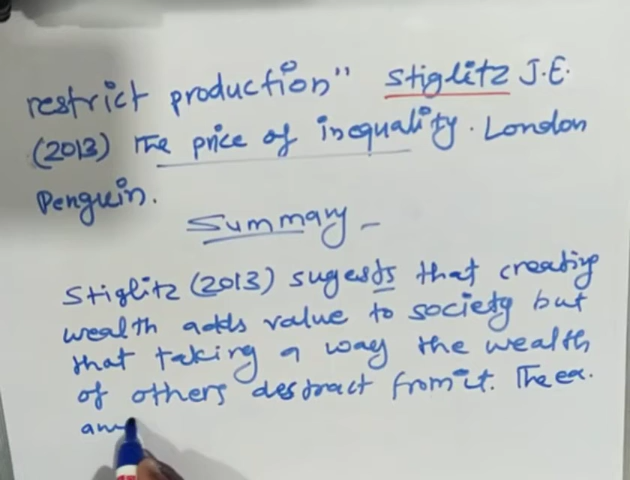 restrict production" Stiglitz J.E.
(2013) The price of inequality. London
Penguin.
Summary -
Stiglitz (2013) sugests that creating
wealth adds value to society but
that taking a way the wealth
of others destract from it. The ex.
am